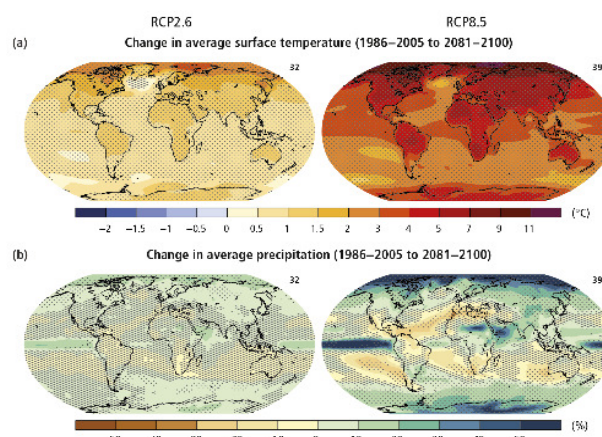 RCP2.6 RCP8.5
(a) Change in average surface temperature (1986−2005 to 2081−2100)
32 39
−2 −1.5 −1 −0.5 0 0.5 1 1.5 2 3 4 5 7 9 11 (°C)
(b) Change in average precipitation (1986−2005 to 2081−2100)
32 39
(%)